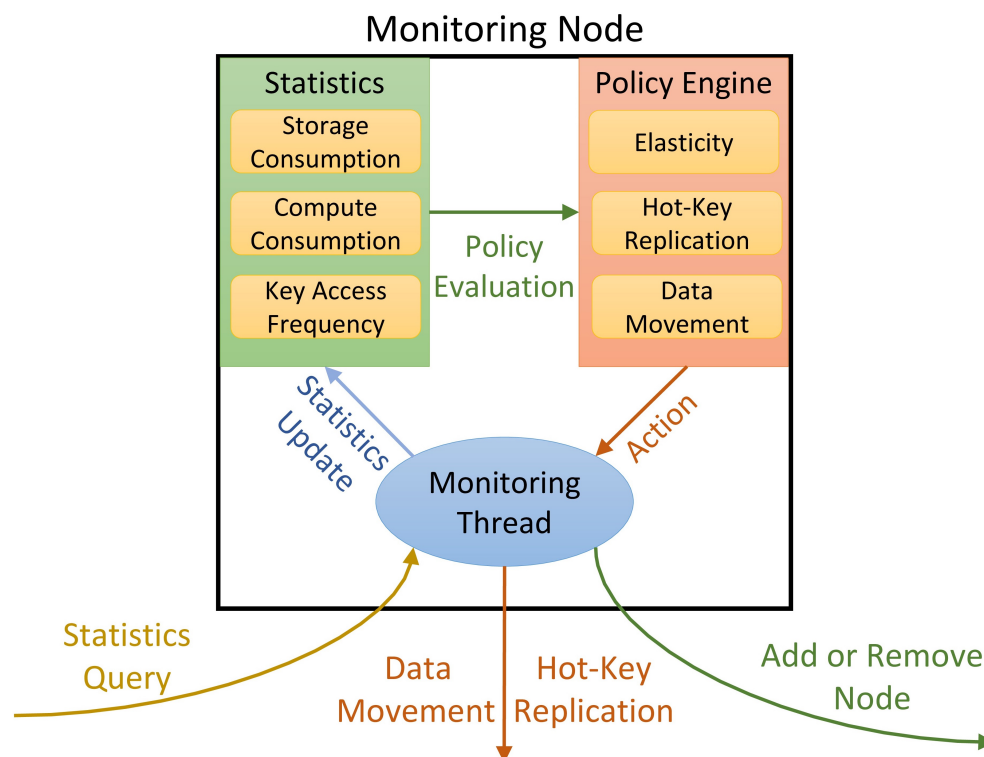 Monitoring Node
Statistics
Storage
Consumption
Compute
Consumption
Key Access
Frequency
Policy
Evaluation
Policy Engine
Elasticity
Hot-Key
Replication
Data
Movement
Statistics
Update
Action
Monitoring
Thread
Statistics
Query
Data
Movement
Hot-Key
Replication
Add or Remove
Node